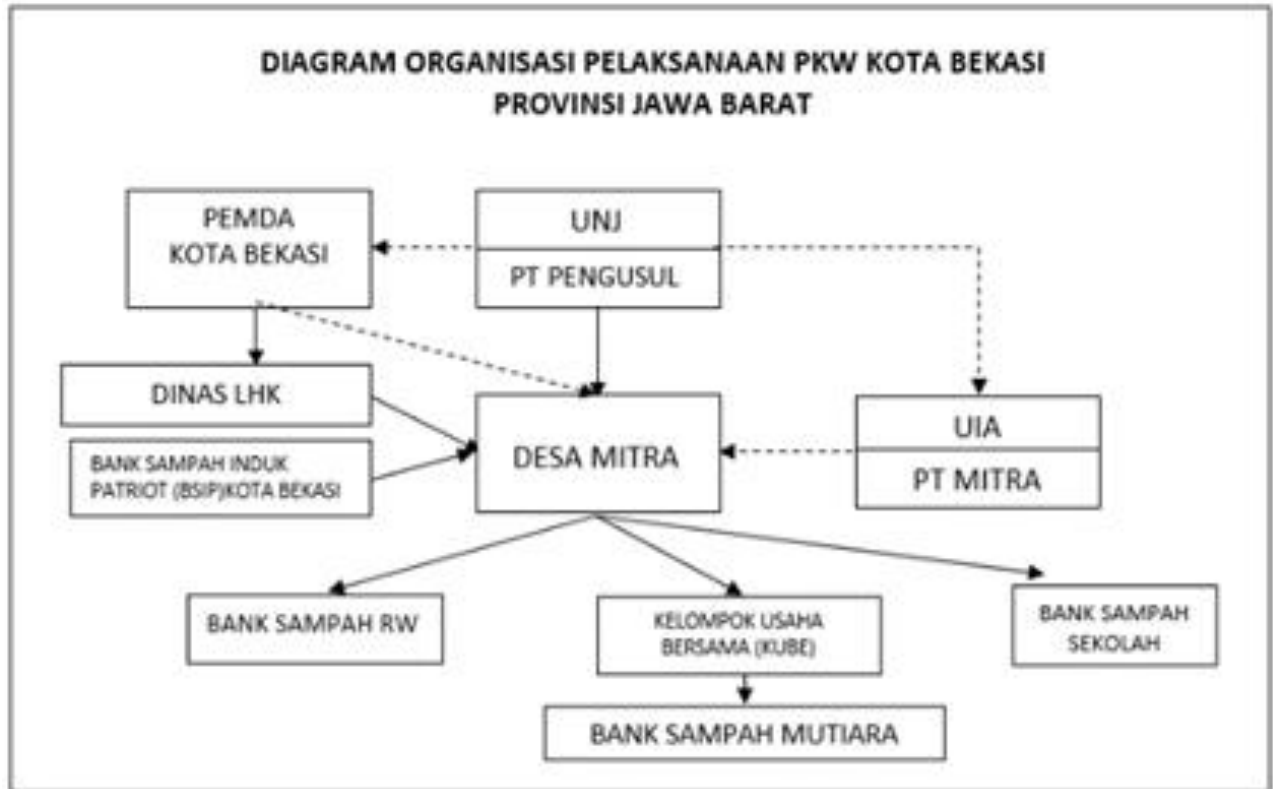 DIAGRAM ORGANISASI PELAKSANAAN PKW KOTA BEKASI
PROVINSI JAWA BARAT
PEMDA
KOTA BEKASI
UNJ
PT PENGUSUL
DINAS LHK
BANK SAMPAH INDUK
PATRIOT (BSIP)KOTA BEKASI
DESA MITRA
UIA
PT MITRA
BANK SAMPAH RW
KELOMPOK USAHA
BERSAMA (KUBE)
BANK SAMPAH
SEKOLAH
BANK SAMPAH MUTIARA